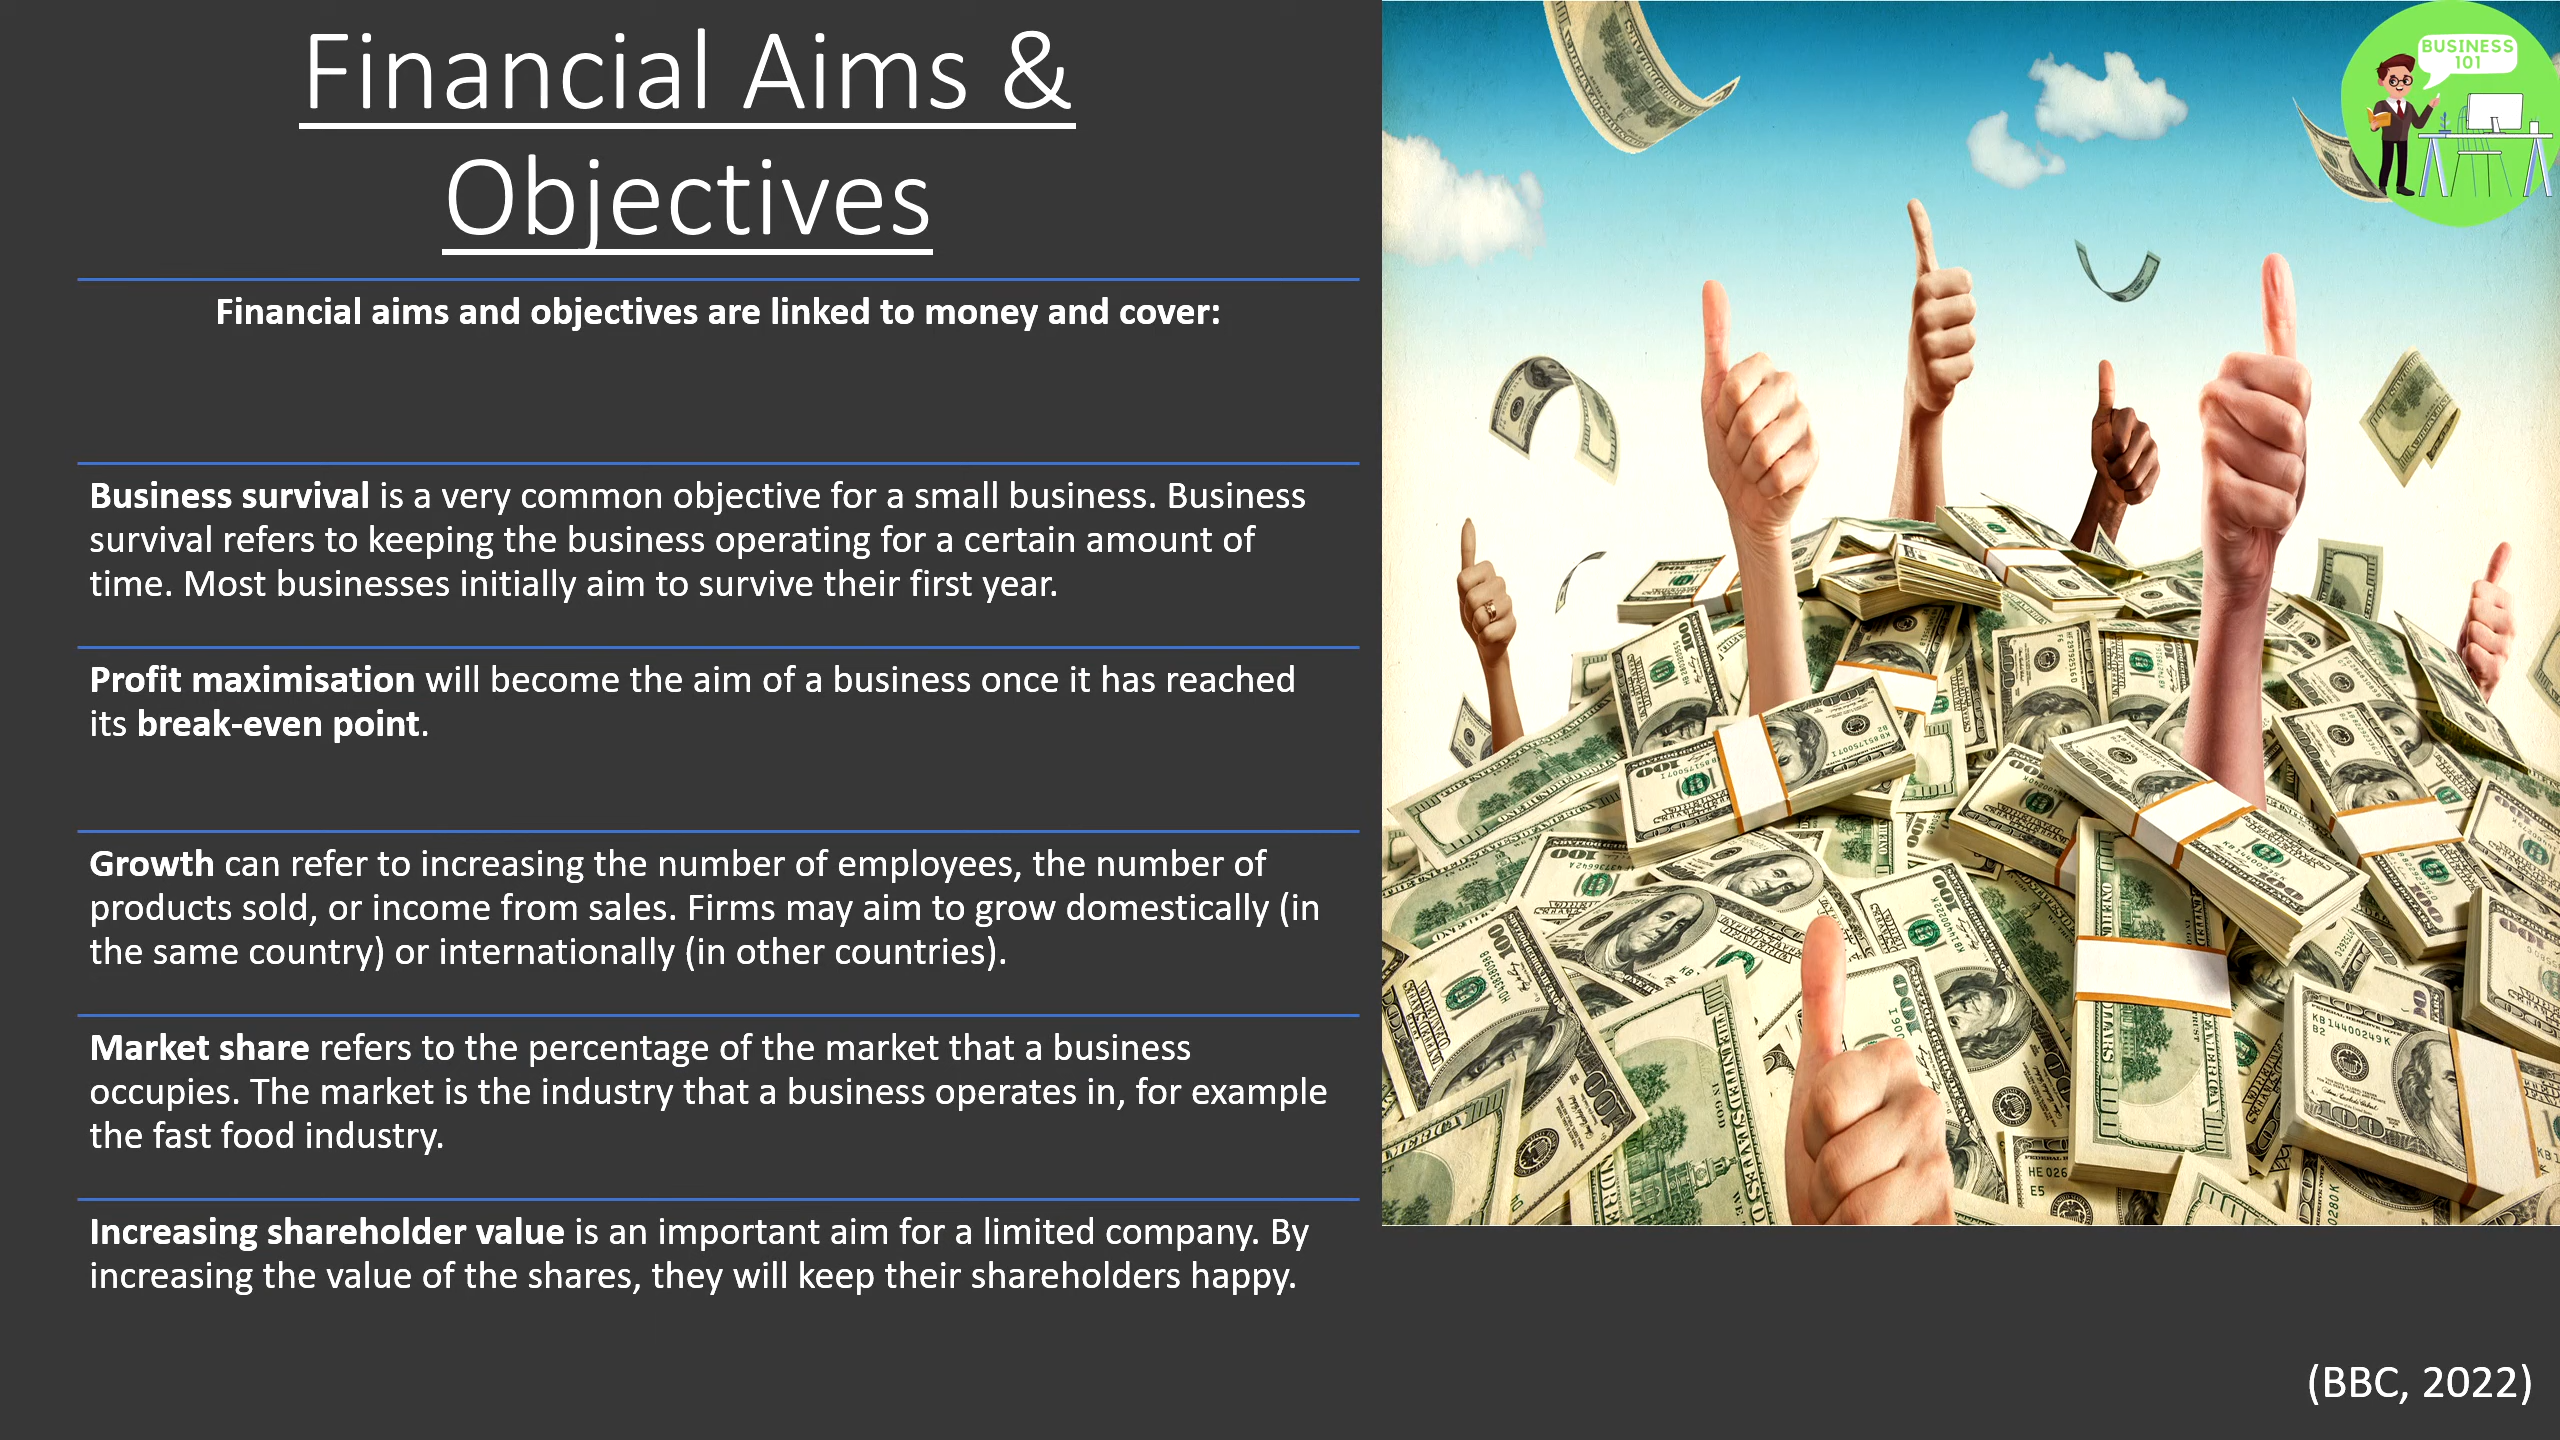 Financial Aims &
Objectives
BUSINESS
101
Financial aims and objectives are linked to money and cover:
Business survival is a very common objective for a small business. Business
survival refers to keeping the business operating for a certain amount of
time. Most businesses initially aim to survive their first year.
Profit maximisation will become the aim of a business once it has reached
its break-even point.
Growth can refer to increasing the number of employees, the number of
products sold, or income from sales. Firms may aim to grow domestically (in
the same country) or internationally (in other countries).
Market share refers to the percentage of the market that a business
occupies. The market is the industry that a business operates in, for example
the fast food industry.
Increasing shareholder value is an important aim for a limited company. By
increasing the value of the shares, they will keep their shareholders happy.
KB14400249K
B2
(BBC, 2022)